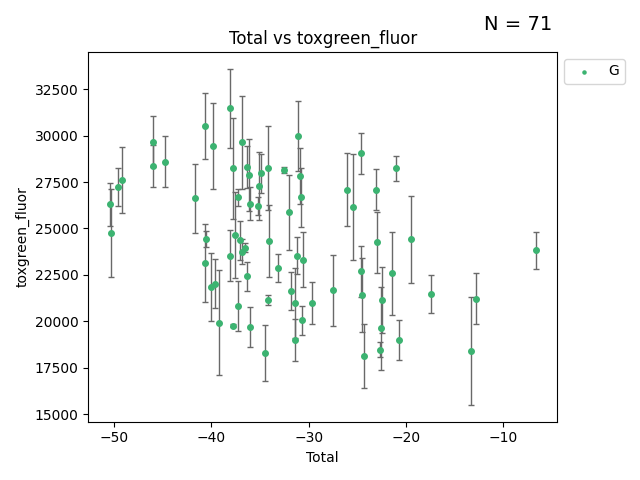 N = 71
Total vs toxgreen_fluor
G
toxgreen_fluor
32500
30000
27500
25000
22500
20000
17500
15000
−50 −40 −30 −20 −10
Total